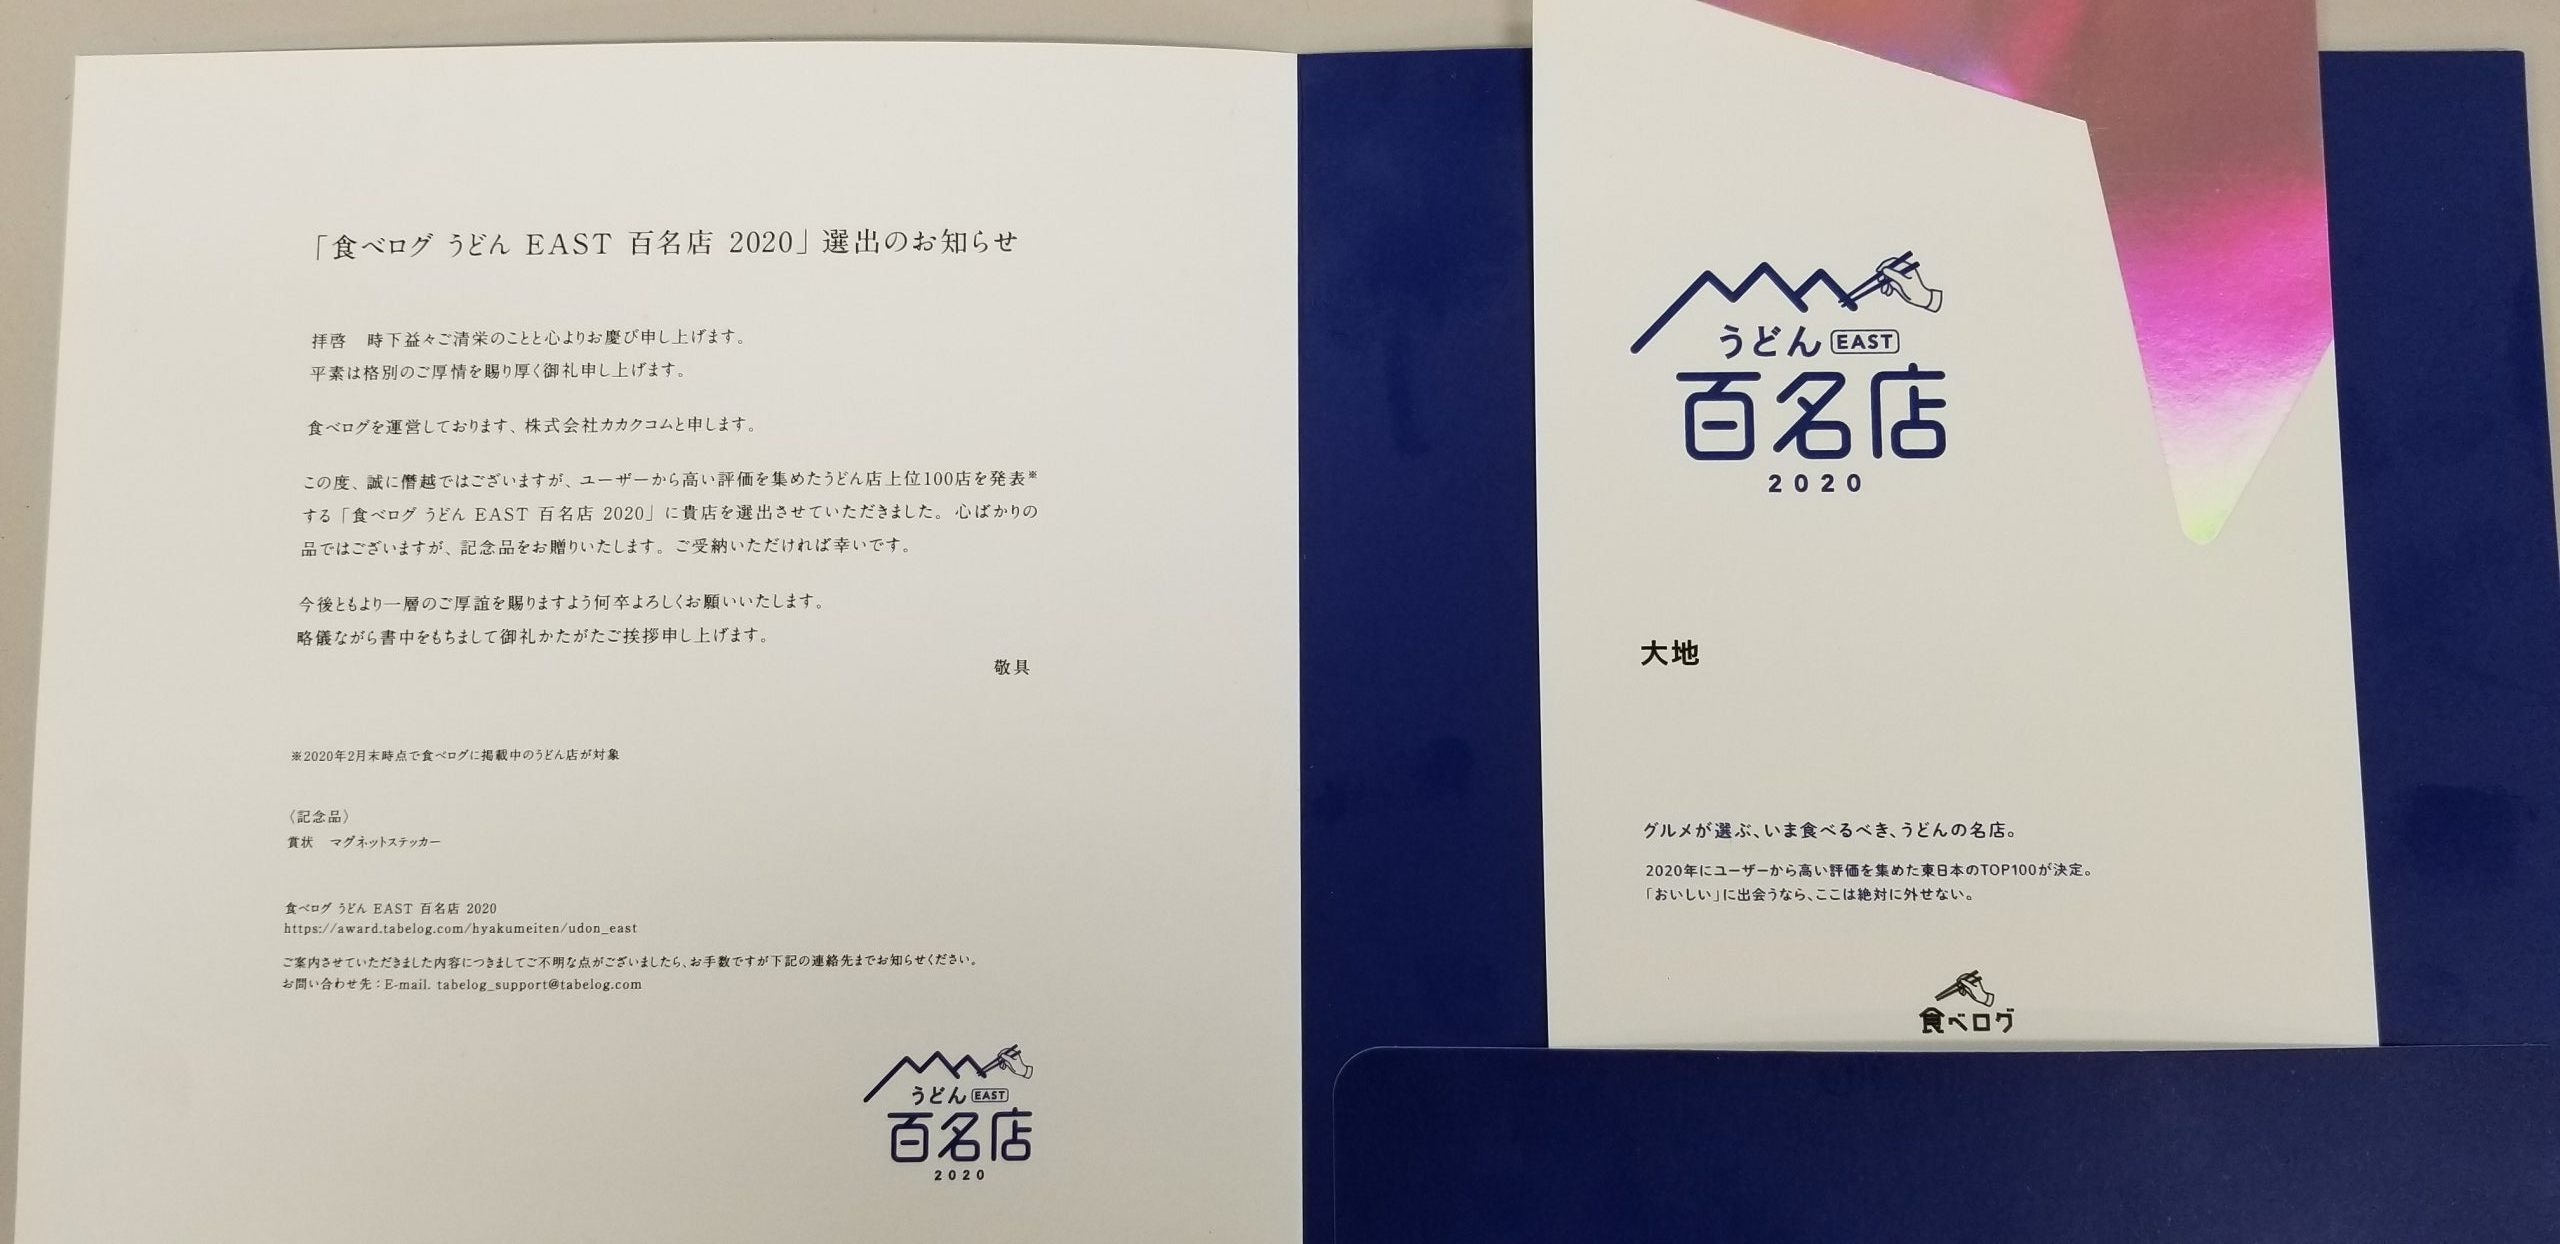 「食べログ うどん EAST 百名店 2020」選出のお知らせ
拝啓　時下益々ご清栄のことと心よりお慶び申し上げます。
平素は格別のご厚情を賜り厚く御礼申し上げます。
食べログを運営しております、株式会社カカクコムと申します。
この度、誠に僭越ではございますが、ユーザーから高い評価を集めたうどん店上位100店を発表※
する「食べログ うどん EAST 百名店 2020」に貴店を選出させていただきました。心ばかりの
品ではございますが、記念品をお贈りいたします。ご受納いただければ幸いです。
今後ともより一層のご厚誼を賜りますよう何卒よろしくお願いいたします。
略儀ながら書中をもちまして御礼かたがたご挨拶申し上げます。
敬具
※2020年2月末時点で食べログに掲載中のうどん店が対象
〈記念品〉
賞状　マグネットステッカー
食べログ うどん EAST 百名店 2020
https://award.tabelog.com/hyakumeiten/udon_east
ご案内させていただきました内容につきましてご不明な点がございましたら、お手数ですが下記の連絡先までお知らせください。
お問い合わせ先：E-mail. tabelog_support@tabelog.com
うどん EAST
百名店
2020
うどん EAST
百名店
2020
大地
グルメが選ぶ、いま食べるべき、うどんの名店。
2020年にユーザーから高い評価を集めた東日本のTOP100が決定。
「おいしい」に出会うなら、ここは絶対に外せない。
食べログ